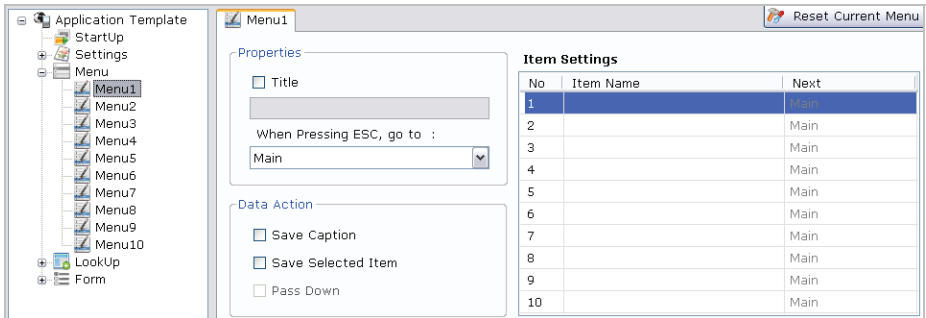 Application Template
StartUp
Settings
Menu
Menu1
Menu2
Menu3
Menu4
Menu5
Menu6
Menu7
Menu8
Menu9
Menu10
LookUp
Form
Menu1
Reset Current Menu
Properties
Title
When Pressing ESC, go to :
Main
Data Action
Save Caption
Save Selected Item
Pass Down
Item Settings
No Item Name Next
1 Main
2 Main
3 Main
4 Main
5 Main
6 Main
7 Main
8 Main
9 Main
10 Main